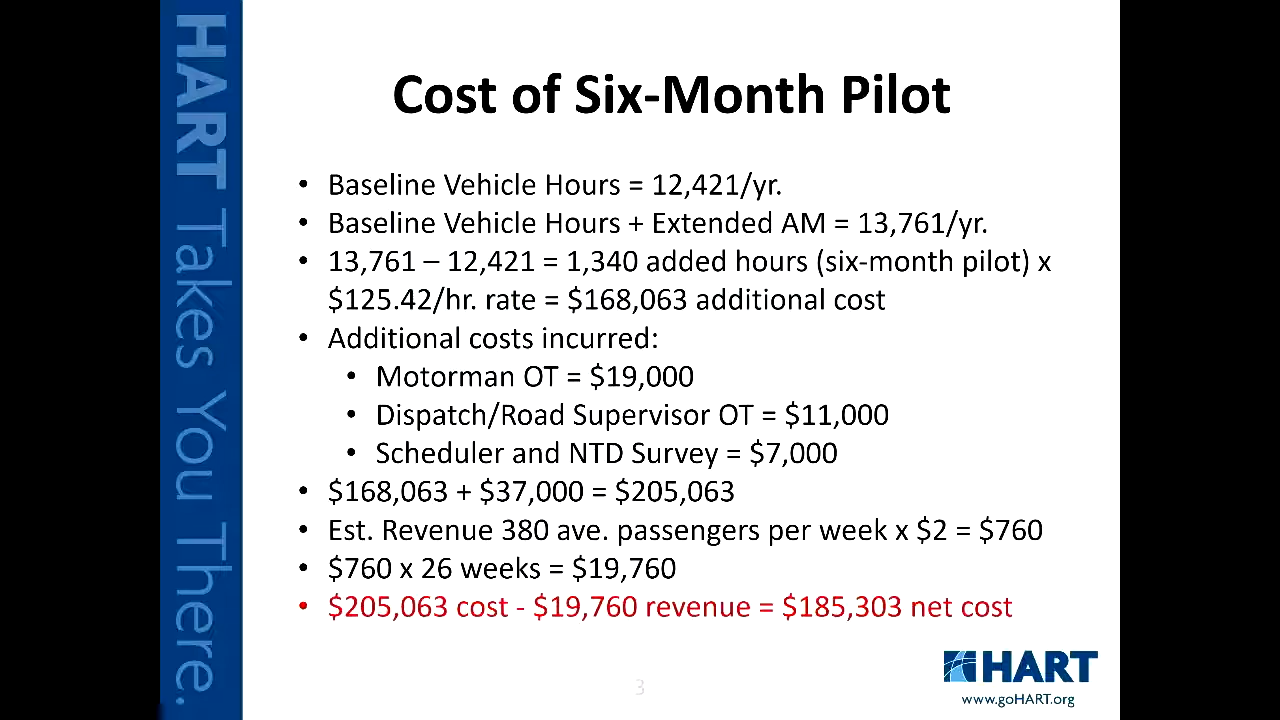 HART Takes You There.
Cost of Six-Month Pilot
• Baseline Vehicle Hours = 12,421/yr.
• Baseline Vehicle Hours + Extended AM = 13,761/yr.
• 13,761 – 12,421 = 1,340 added hours (six-month pilot) x
$125.42/hr. rate = $168,063 additional cost
• Additional costs incurred:
• Motorman OT = $19,000
• Dispatch/Road Supervisor OT = $11,000
• Scheduler and NTD Survey = $7,000
• $168,063 + $37,000 = $205,063
• Est. Revenue 380 ave. passengers per week x $2 = $760
• $760 x 26 weeks = $19,760
• $205,063 cost - $19,760 revenue = $185,303 net cost
HART
www.goHART.org
3